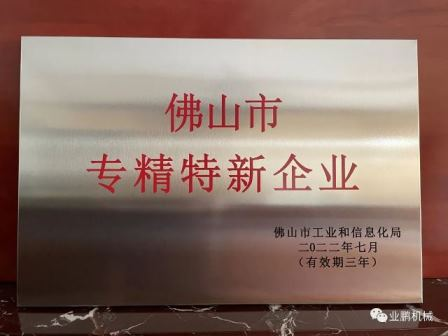 佛山市
专精特新企业
佛山市工业和信息化局
二〇二二年七月
（有效期三年）
业鹏机械